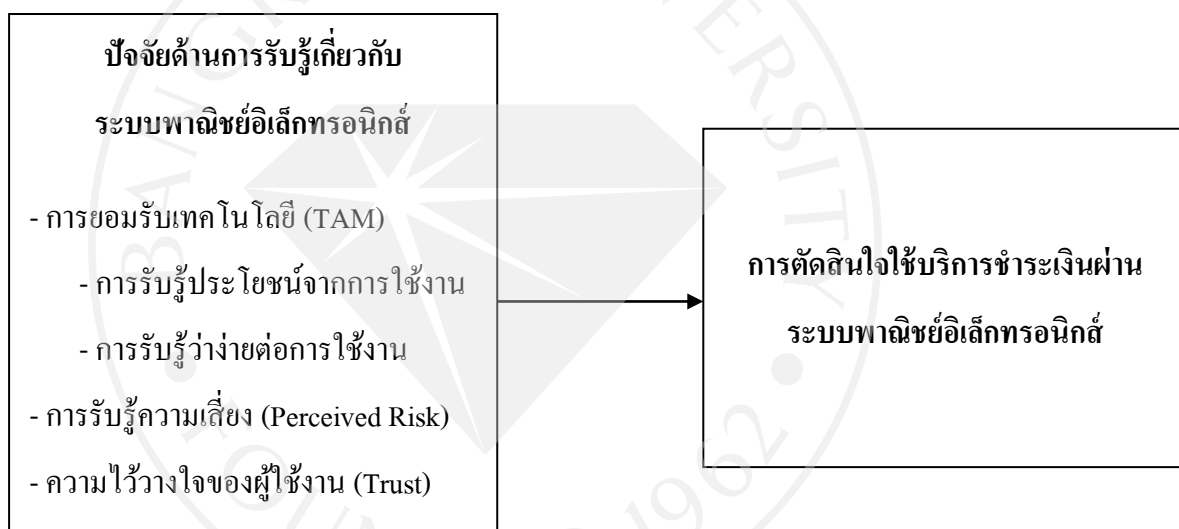 ปัจจัยด้านการรับรู้เกี่ยวกับ
ระบบพาณิชย์อิเล็กทรอนิกส์
- การยอมรับเทคโนโลยี (TAM)
- การรับรู้ประโยชน์จากการใช้งาน
- การรับรู้ว่าง่ายต่อการใช้งาน
- การรับรู้ความเสี่ยง (Perceived Risk)
- ความไว้วางใจของผู้ใช้งาน (Trust)
การตัดสินใจใช้บริการชำระเงินผ่าน
ระบบพาณิชย์อิเล็กทรอนิกส์
1962